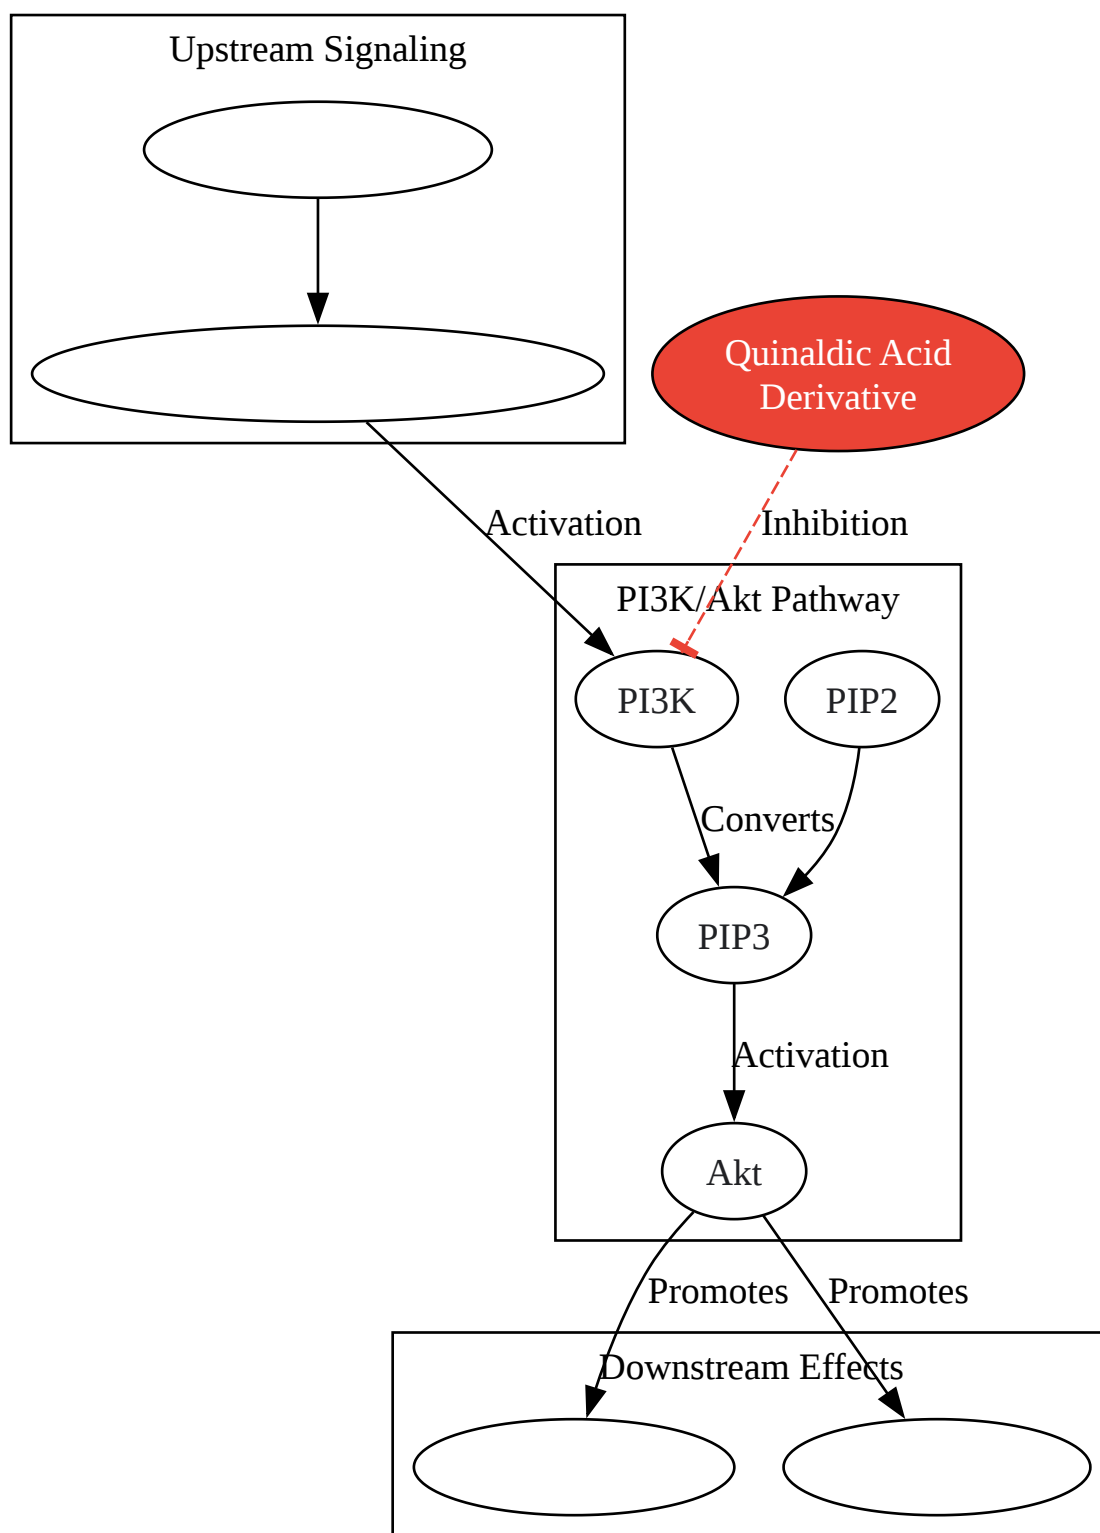 Upstream Signaling
Quinaldic Acid
Derivative
Activation
Inhibition
PI3K/Akt Pathway
PI3K
PIP2
Converts
PIP3
Activation
Akt
Promotes
Promotes
Downstream Effects